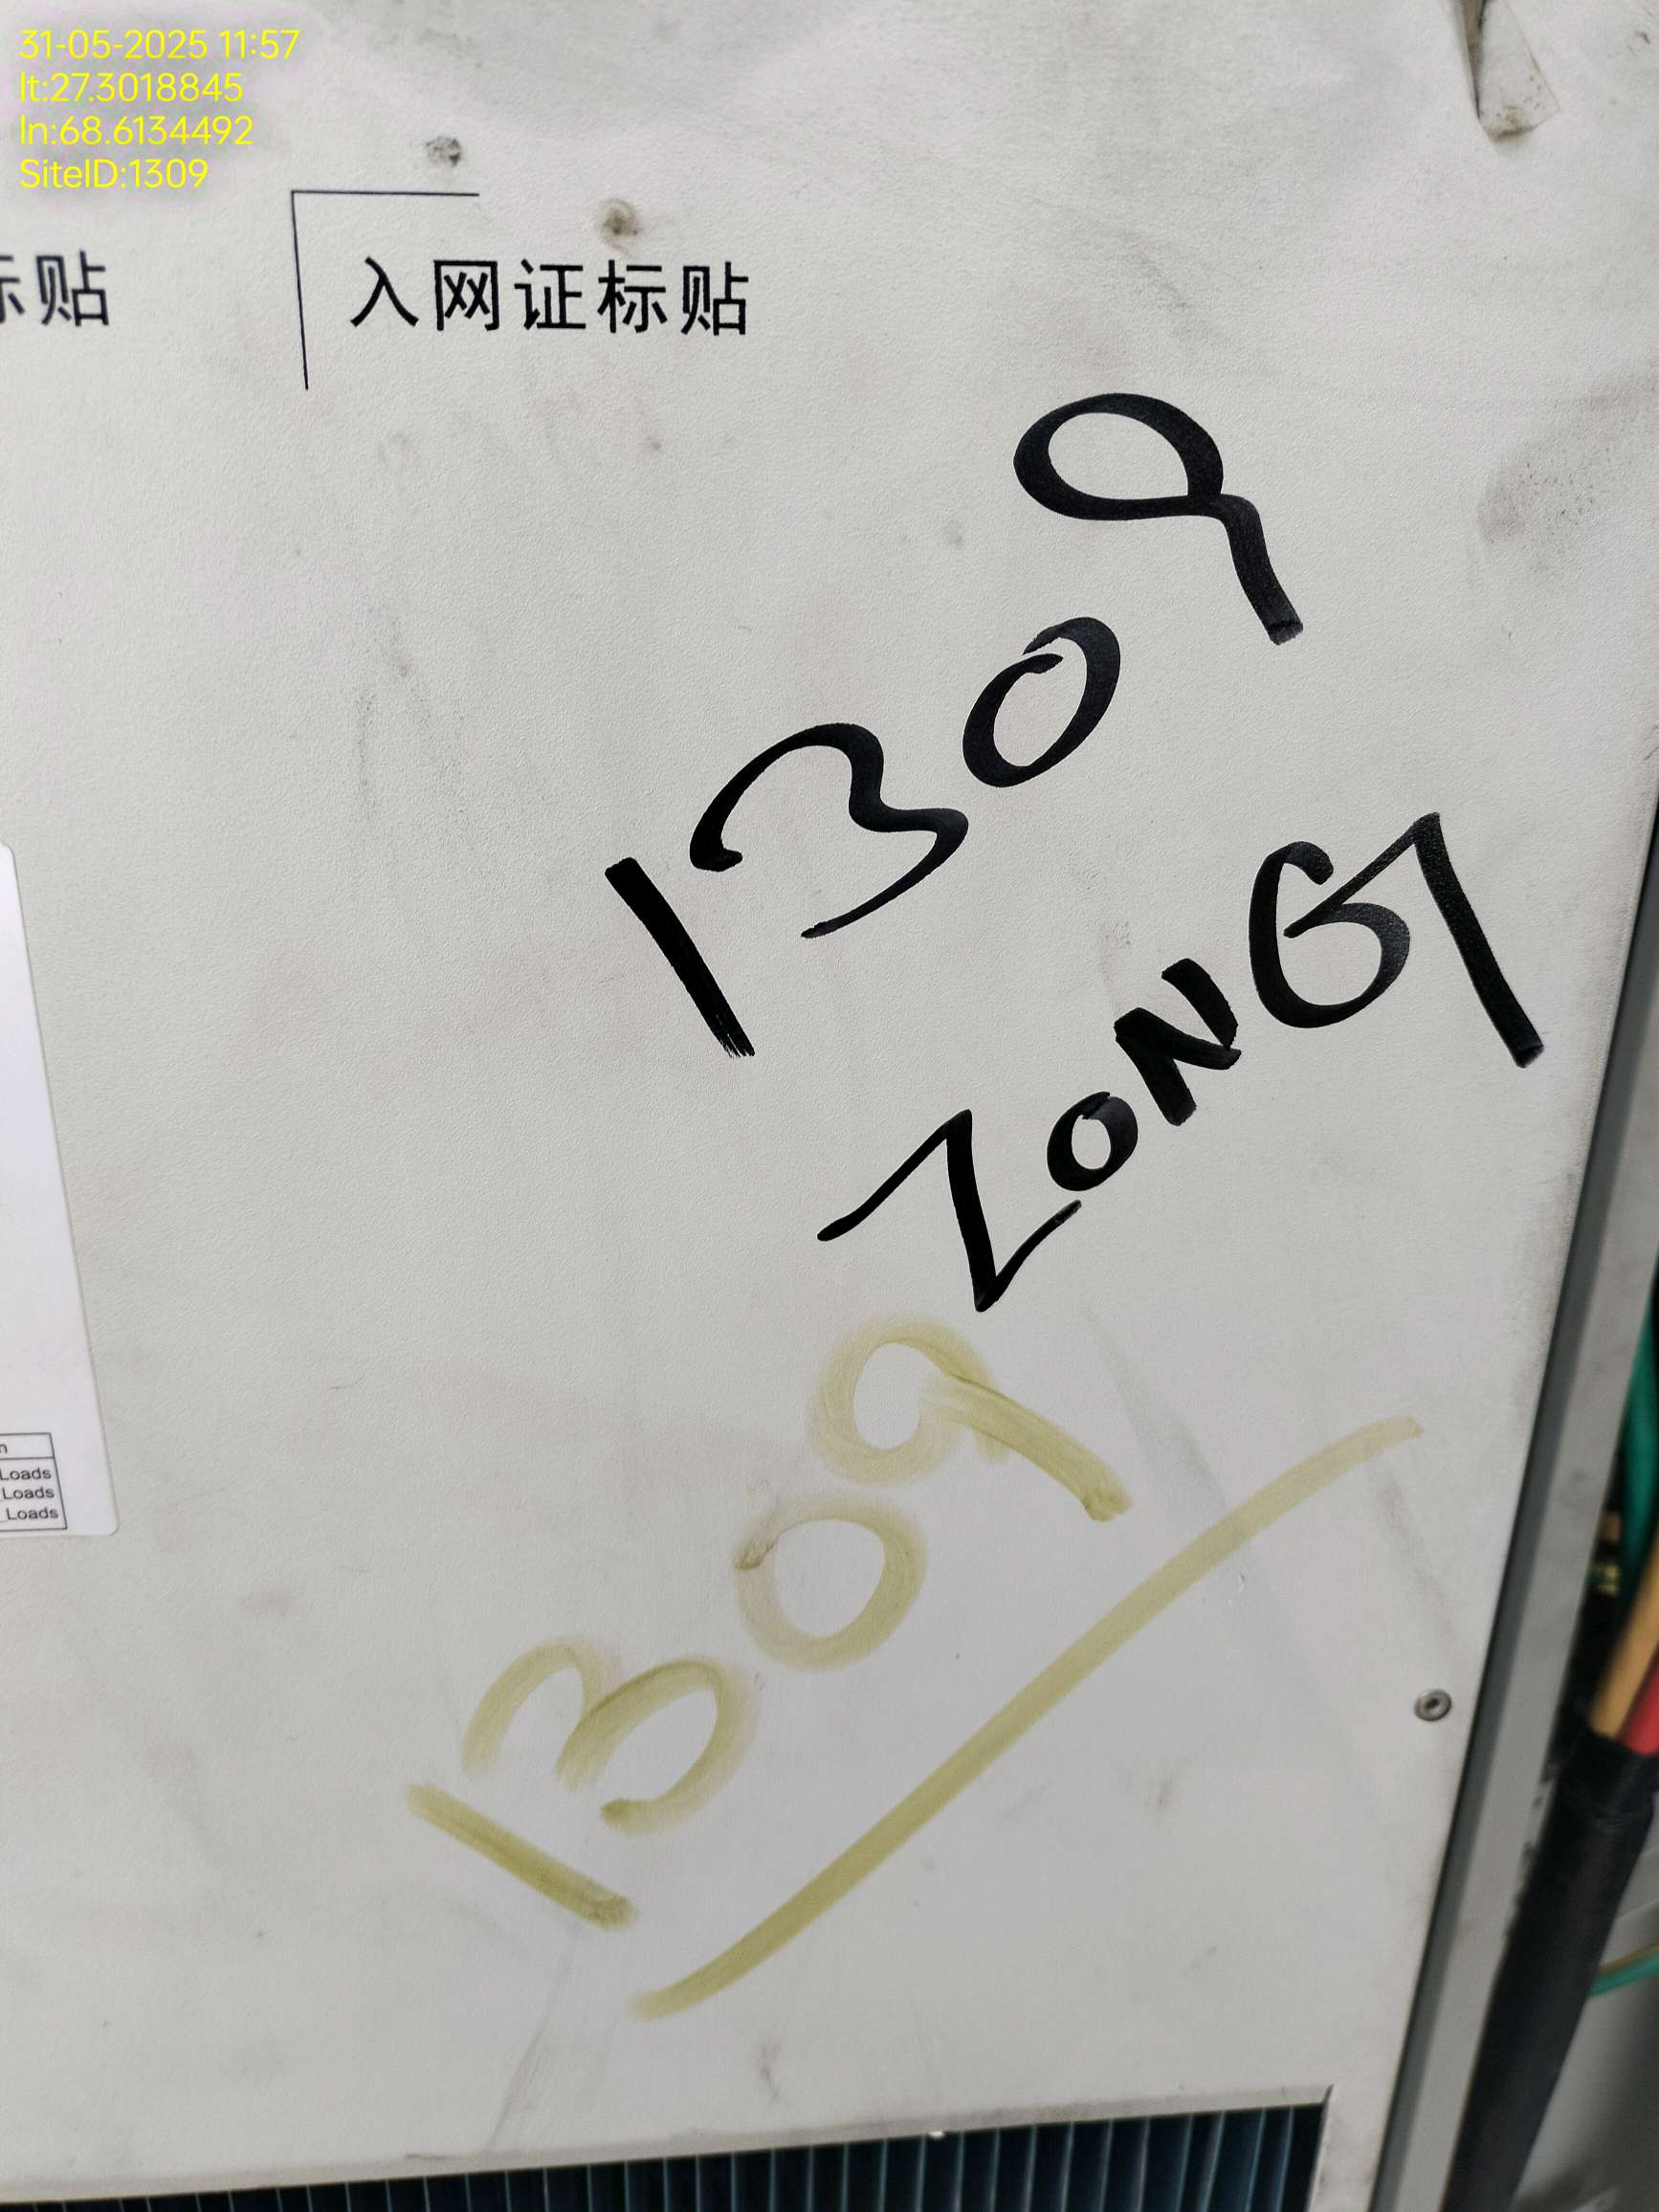 31-05-2025 11:57
lt:27.3018845
ln:68.6134492
SiteID:1309
标贴
入网证标贴
1309
ZONG
1309
Loads
Loads
Loads